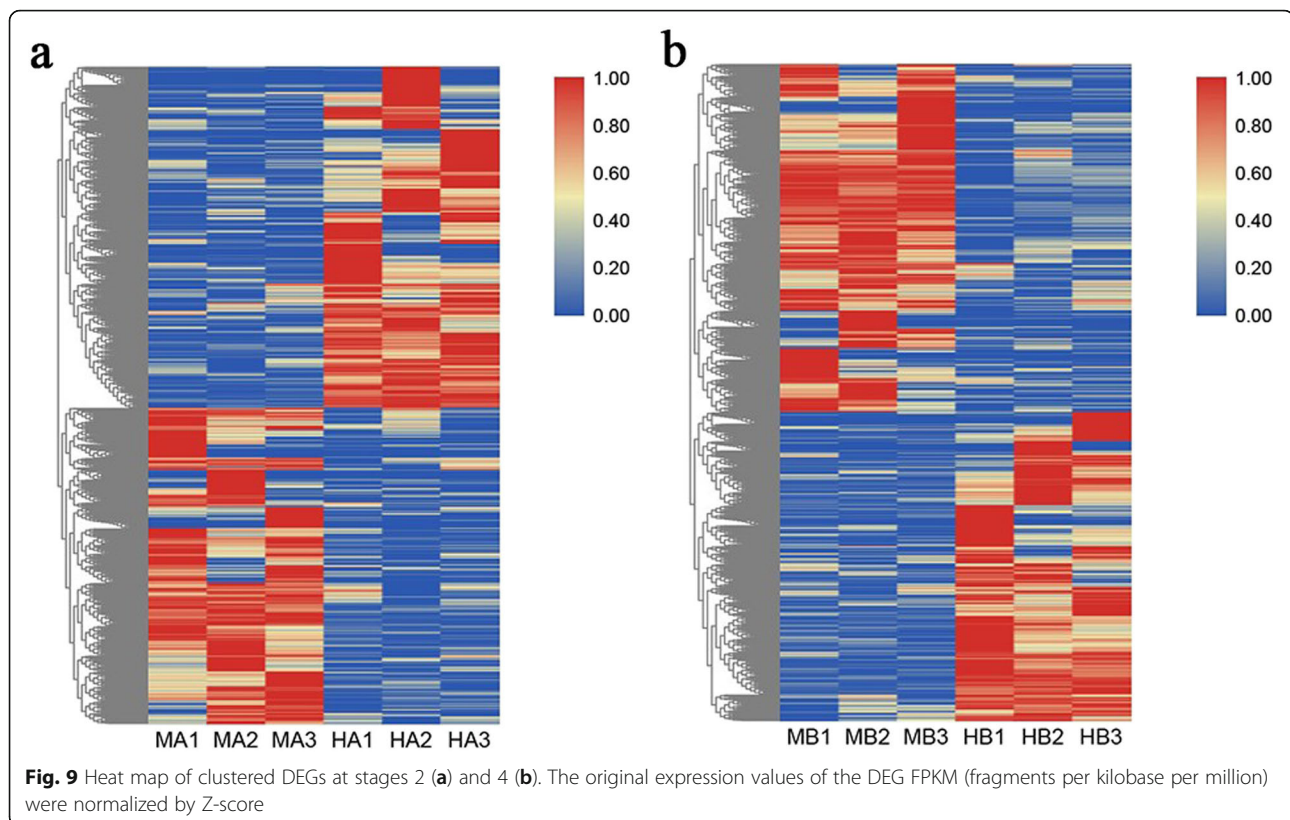 a
b
1.00
0.80
0.60
0.40
0.20
0.00
1.00
0.80
0.60
0.40
0.20
0.00
MA1 MA2 MA3 HA1 HA2 HA3
MB1 MB2 MB3 HB1 HB2 HB3
Fig. 9 Heat map of clustered DEGs at stages 2 (a) and 4 (b). The original expression values of the DEG FPKM (fragments per kilobase per million)
were normalized by Z-score